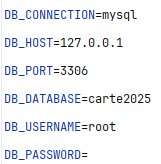 DB_CONNECTION=mysql
DB_HOST=127.0.0.1
DB_PORT=3306
DB_DATABASE=carte2025
DB_USERNAME=root
DB_PASSWORD=